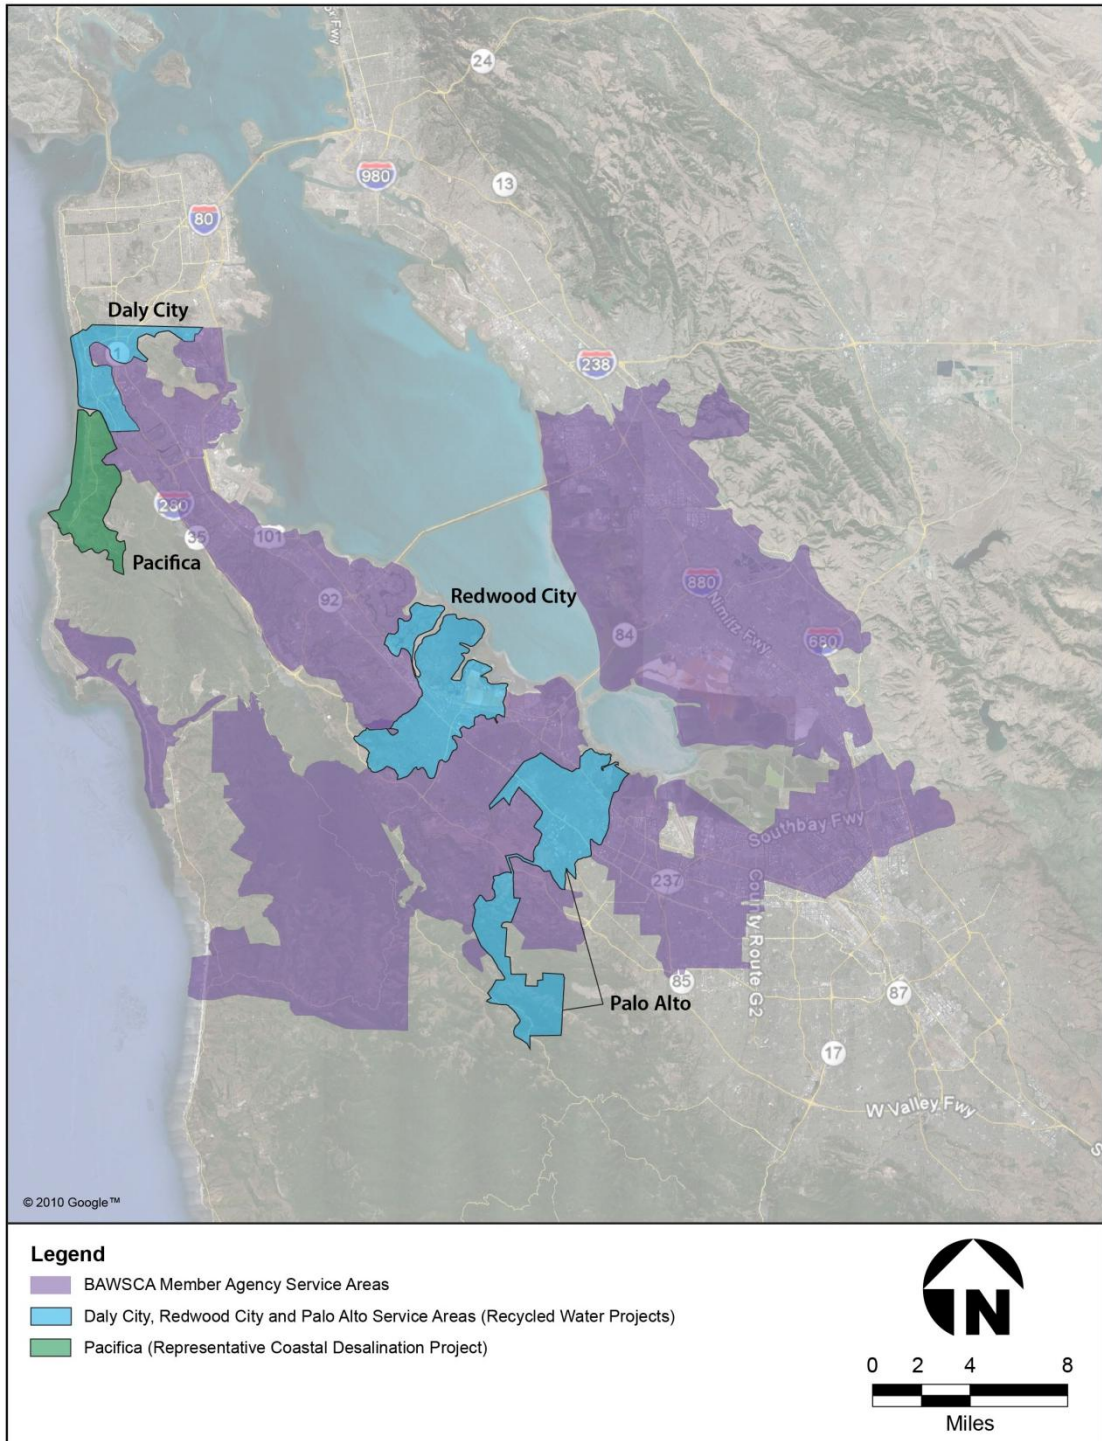 ox Fwy
24
980
13
80
Daly City
1
238
280
35
101
Pacifica
92
Redwood City
880
Nimitz Fwy.
84
680
Southbay Fwy
237
County Route G2
85
87
Palo Alto
17
W Valley Fwy
S
© 2010 Google™
Legend
BAWSCA Member Agency Service Areas
Daly City, Redwood City and Palo Alto Service Areas (Recycled Water Projects)
Pacifica (Representative Coastal Desalination Project)
N
0 2 4 8
Miles